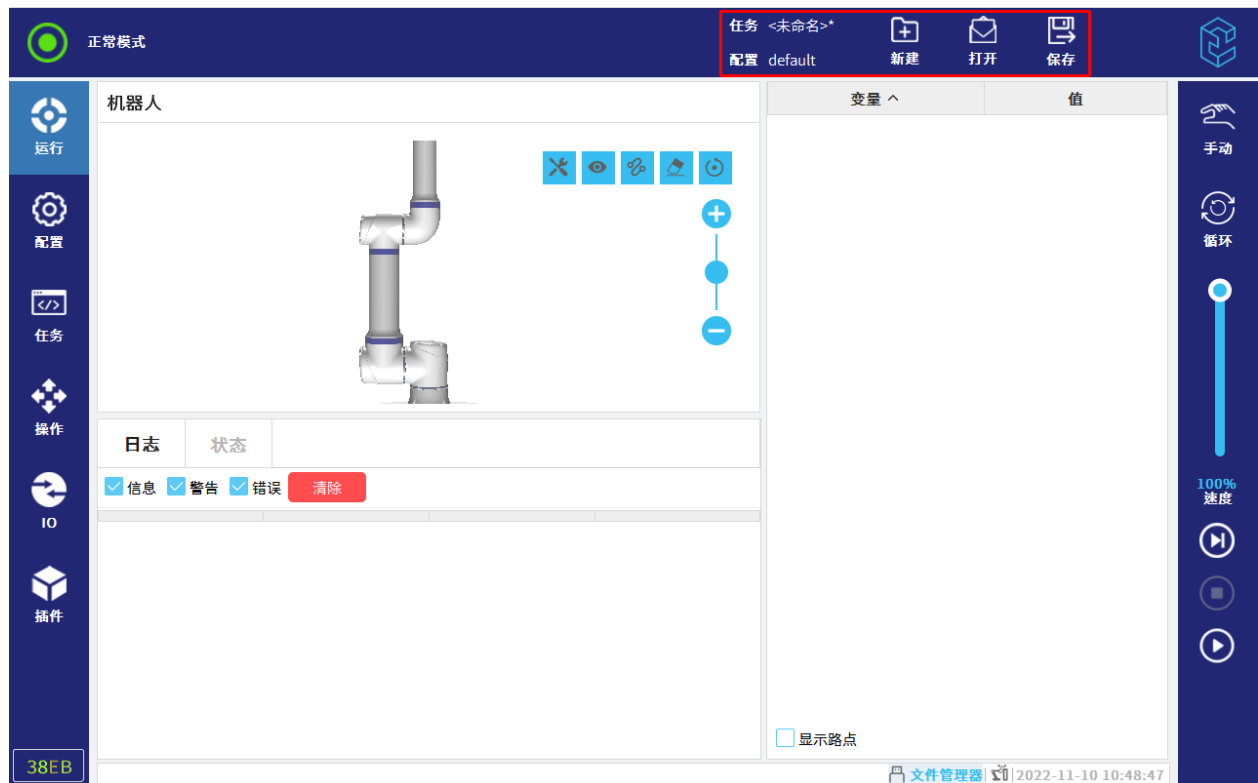 正常模式
任务 <未命名>*
配置 default
新建
打开
保存
运行
配置
任务
操作
IO
插件
38EB
机器人
日志 状态
信息 警告 错误 清除
变量 值
显示路点
文件管理器 2022-11-10 10:48:47
手动
循环
100%
速度